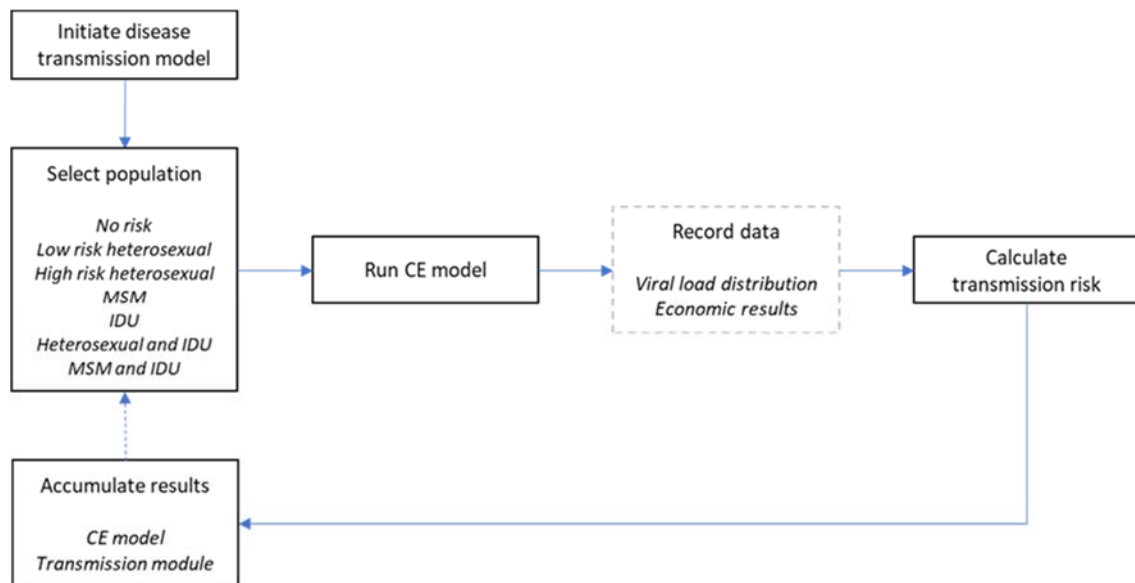 Initiate disease
transmission model
Select population
No risk
Low risk heterosexual
High risk heterosexual
MSM
IDU
Heterosexual and IDU
MSM and IDU
Run CE model
Record data
Viral load distribution
Economic results
Calculate
transmission risk
Accumulate results
CE model
Transmission module